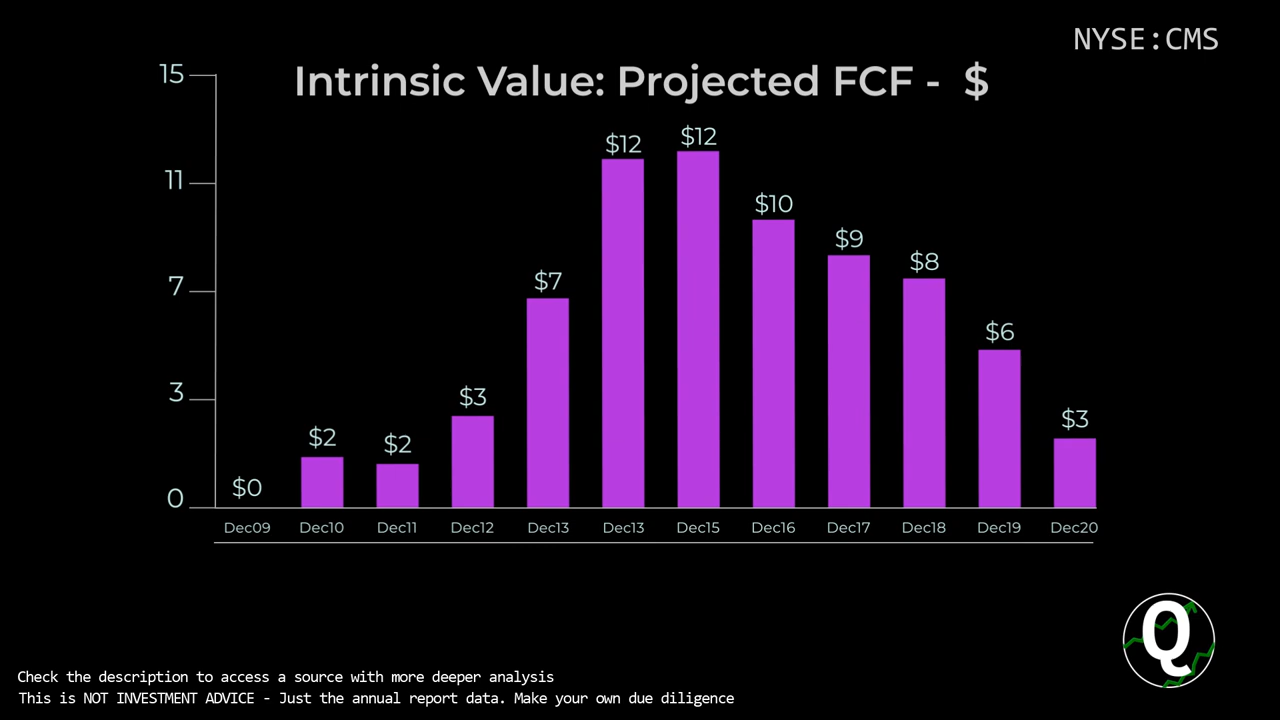 NYSE:CMS
Intrinsic Value: Projected FCF - $
15
11
7
3
0
$0
$2
$2
$3
$7
$12
$12
$10
$9
$8
$6
$3
Dec09 Dec10 Dec11 Dec12 Dec13 Dec13 Dec15 Dec16 Dec17 Dec18 Dec19 Dec20
Q
Check the description to access a source with more deeper analysis
This is NOT INVESTMENT ADVICE - Just the annual report data. Make your own due diligence